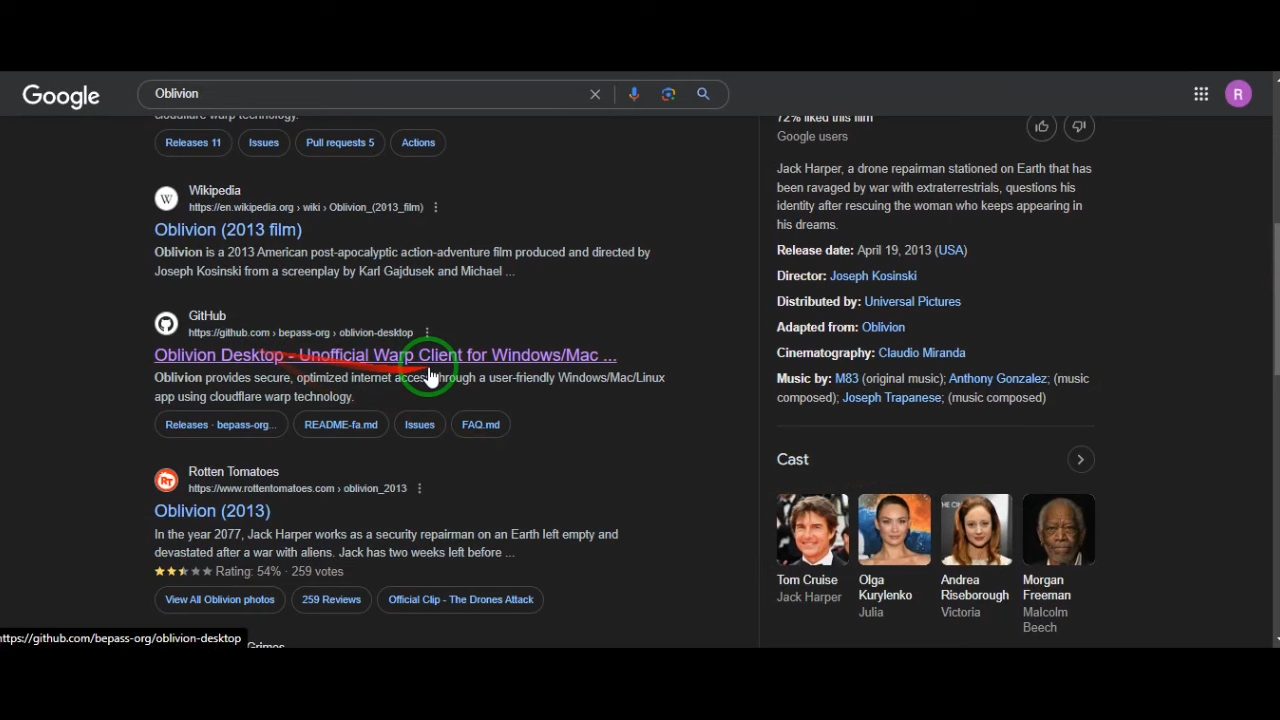 Google
Oblivion
R
cloudflare warp technology.
Releases 11
Issues
Pull requests 5
Actions
W
Wikipedia
https://en.wikipedia.org › wiki › Oblivion_(2013_film)
Oblivion (2013 film)
Oblivion is a 2013 American post-apocalyptic action-adventure film produced and directed by
Joseph Kosinski from a screenplay by Karl Gajdusek and Michael ...
GitHub
https://github.com › bepass-org › oblivion-desktop
Oblivion Desktop - Unofficial Warp Client for Windows/Mac ...
Oblivion provides secure, optimized internet access through a user-friendly Windows/Mac/Linux
app using cloudflare warp technology.
Releases · bepass-org...
README-fa.md
Issues
FAQ.md
RT
Rotten Tomatoes
https://www.rottentomatoes.com › oblivion_2013
Oblivion (2013)
In the year 2077, Jack Harper works as a security repairman on an Earth left empty and
devastated after a war with aliens. Jack has two weeks left before ...
Rating: 54% · 259 votes
View All Oblivion photos
259 Reviews
Official Clip - The Drones Attack
https://github.com/bepass-org/oblivion-desktop
Grimes
72% liked this film
Google users
Jack Harper, a drone repairman stationed on Earth that has
been ravaged by war with extraterrestrials, questions his
identity after rescuing the woman who keeps appearing in
his dreams.
Release date: April 19, 2013 (USA)
Director: Joseph Kosinski
Distributed by: Universal Pictures
Adapted from: Oblivion
Cinematography: Claudio Miranda
Music by: M83 (original music); Anthony Gonzalez; (music
composed); Joseph Trapanese; (music composed)
Cast
Tom Cruise
Jack Harper
Olga
Kurylenko
Julia
Andrea
Riseborough
Victoria
Morgan
Freeman
Malcolm
Beech